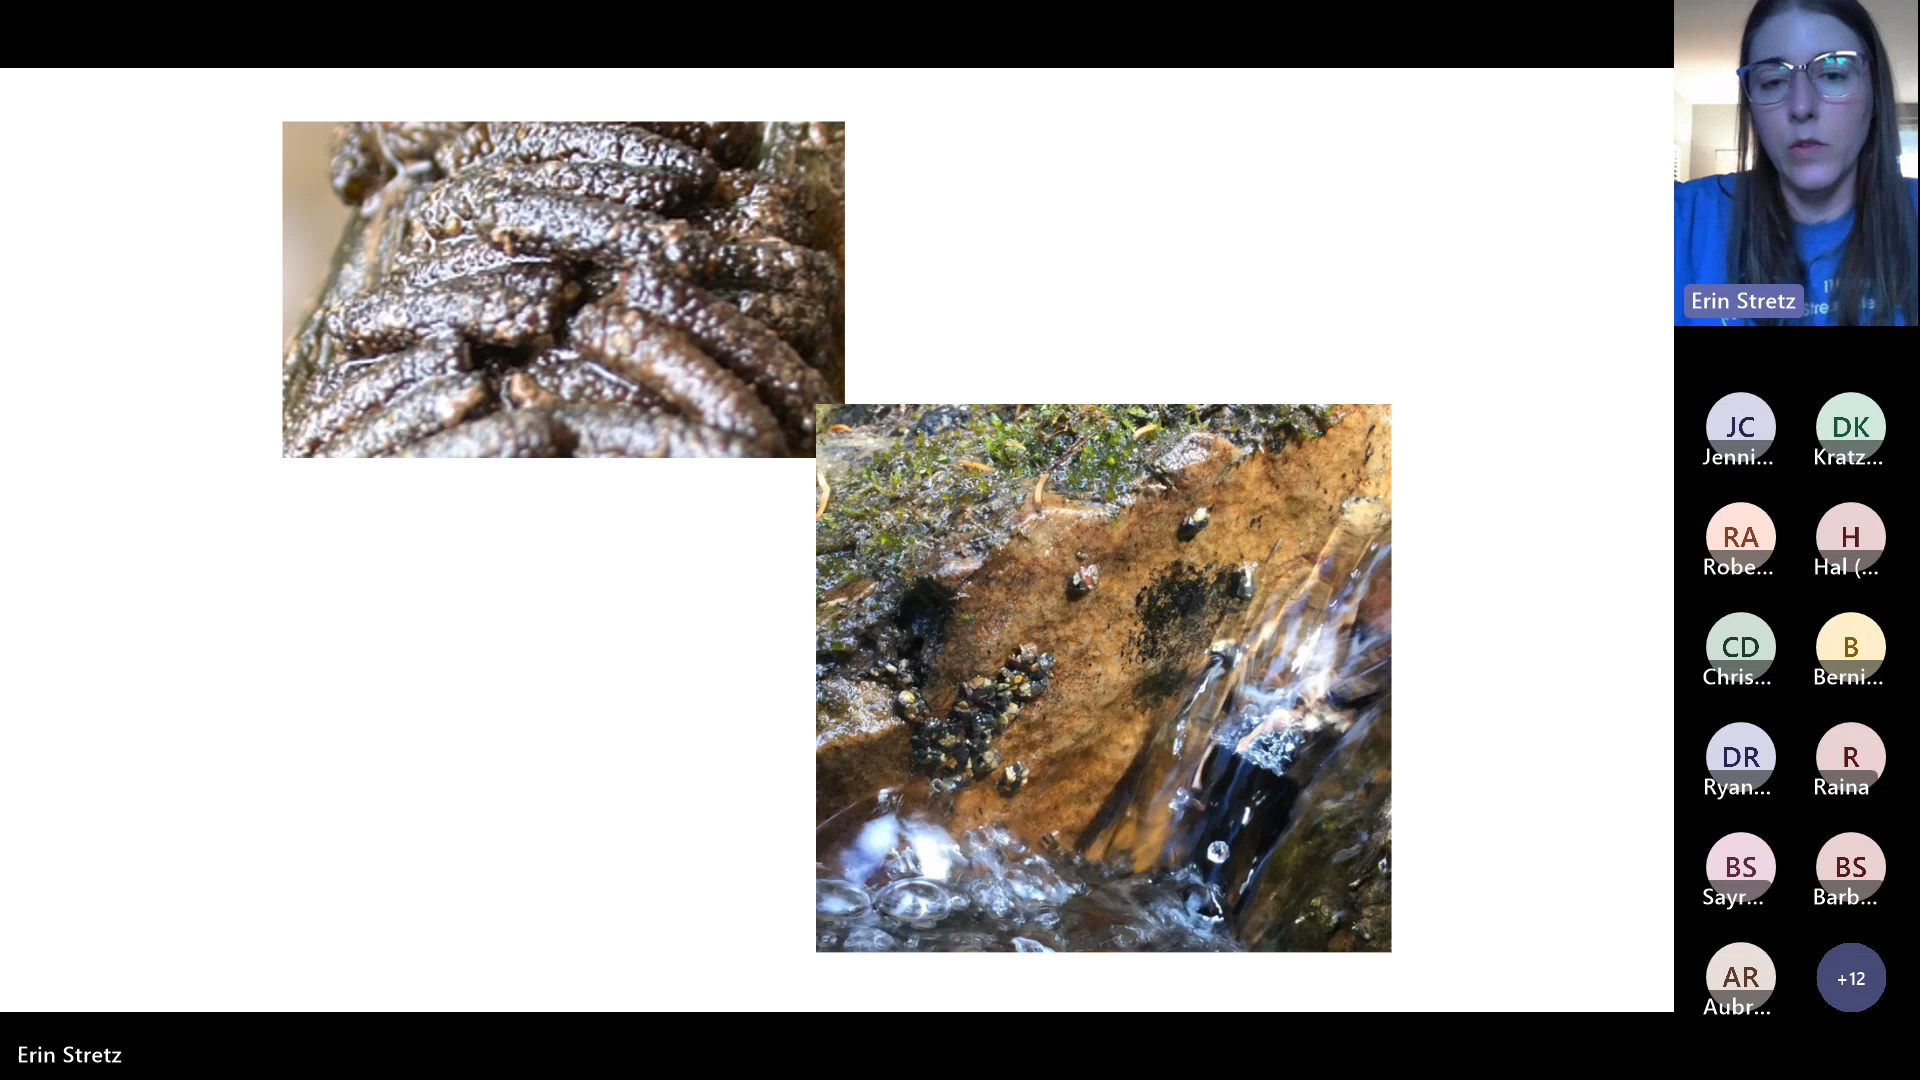 Erin Stretz
JC
Jenni...
DK
Kratz...
RA
Robe...
H
Hal (...
CD
Chris...
B
Berni...
DR
Ryan...
R
Raina
BS
Sayr...
BS
Barb...
AR
Aubr...
+12
Erin Stretz